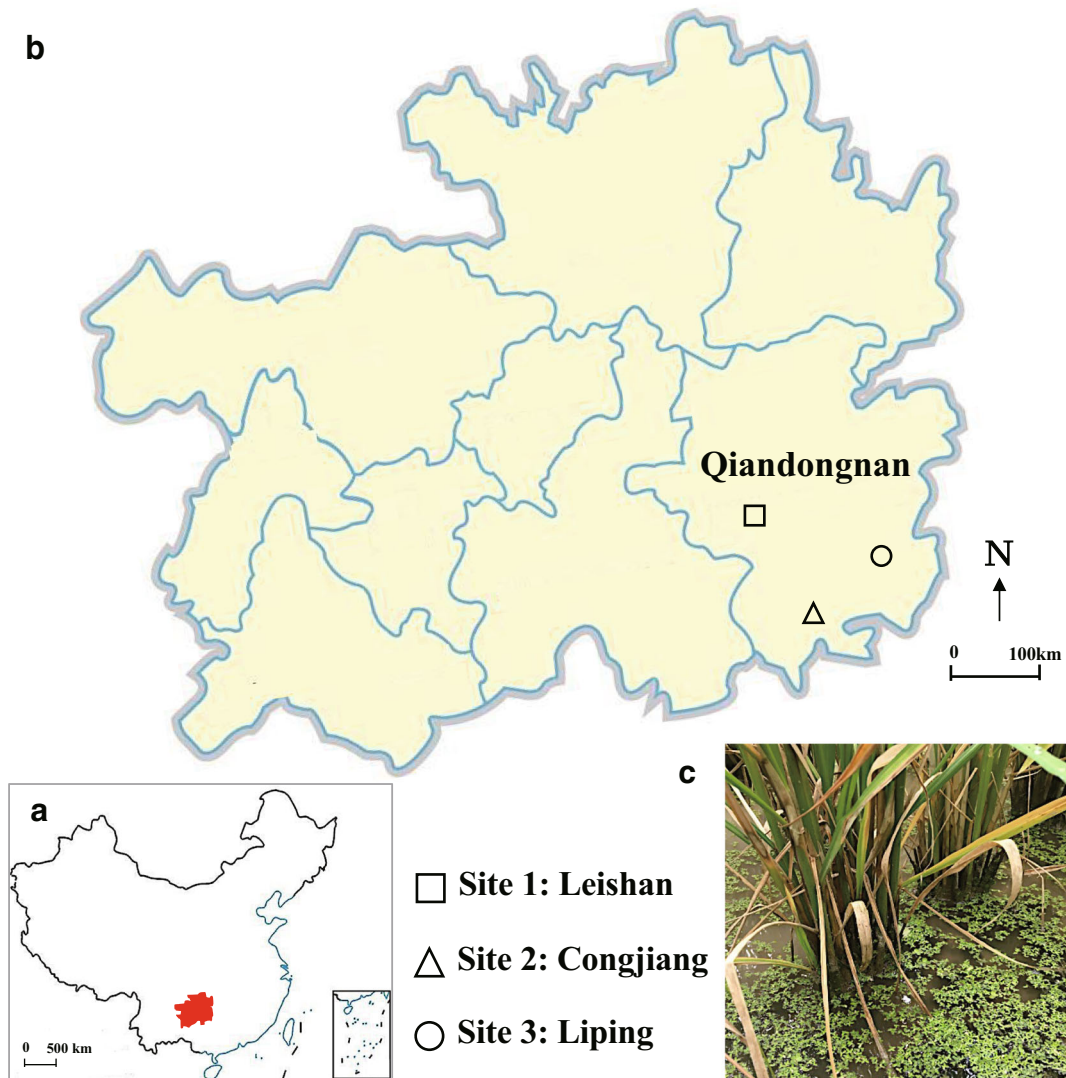 b
Qiandongnan
N
0 100km
c
a
0 500 km
Site 1: Leishan
Site 2: Congjiang
Site 3: Liping